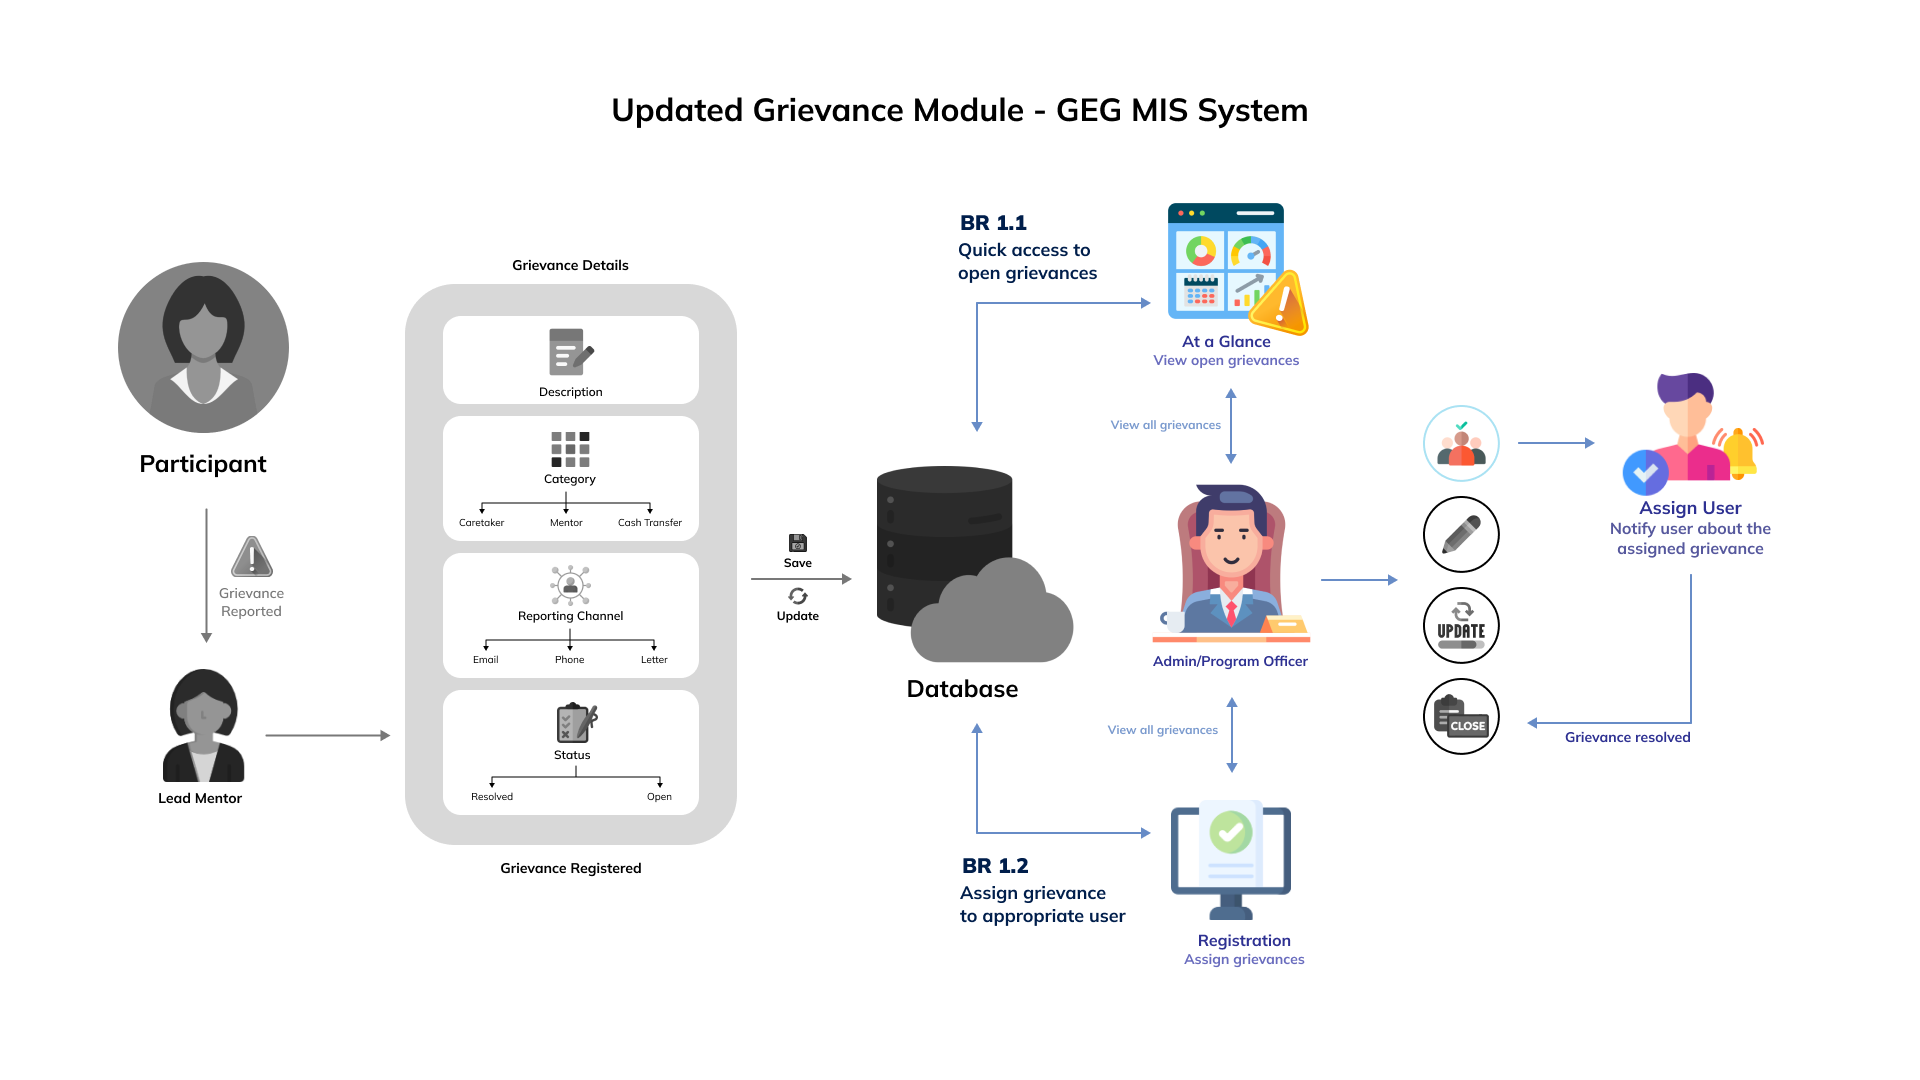 Updated Grievance Module - GEG MIS System
Participant
Grievance
Reported
Lead Mentor
Grievance Details
Description
Category
Caretaker
Mentor
Cash Transfer
Reporting Channel
Email
Phone
Letter
Status
Resolved
Open
Grievance Registered
Save
Update
Database
BR 1.1
Quick access to
open grievances
At a Glance
View open grievances
View all grievances
Admin/Program Officer
View all grievances
BR 1.2
Assign grievance
to appropriate user
Registration
Assign grievances
UPDATE
CLOSE
Assign User
Notify user about the
assigned grievance
Grievance resolved